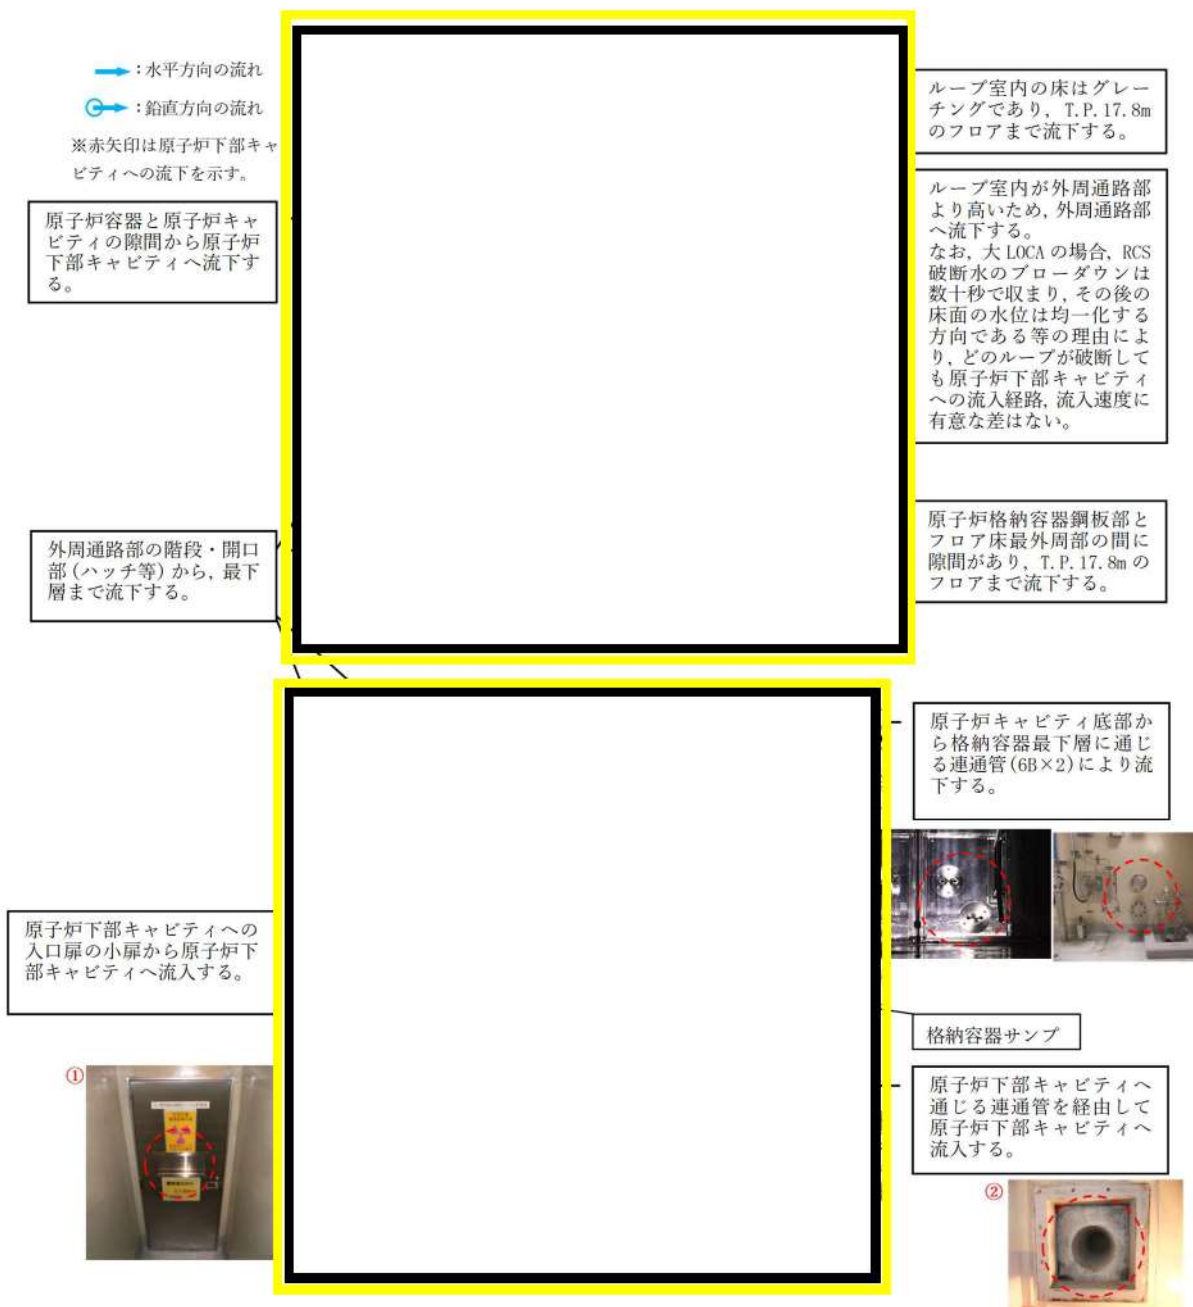 ：水平方向の流れ
：鉛直方向の流れ
※赤矢印は原子炉下部キャ
ビティへの流下を示す。
原子炉容器と原子炉キャ
ビティの隙間から原子炉
下部キャビティへ流下す
る。
外周通路部の階段・開口
部(ハッチ等)から，最下
層まで流下する。
原子炉下部キャビティへの
入口扉の小扉から原子炉下
部キャビティへ流入する。
①
ループ室内の床はグレー
チングであり，T.P.17.8m
のフロアまで流下する。
ループ室内が外周通路部
より高いため，外周通路部
へ流下する。
なお，大 LOCA の場合，RCS
破断水のブローダウンは
数十秒で収まり，その後の
床面の水位は均一化する
方向である等の理由によ
り，どのループが破断して
も原子炉下部キャビティ
への流入経路，流入速度に
有意な差はない。
原子炉格納容器鋼板部と
フロア床最外周部の間に
隙間があり，T.P.17.8m の
フロアまで流下する。
原子炉キャビティ底部か
ら格納容器最下層に通じ
る連通管(6B×2)により流
下する。
格納容器サンプ
原子炉下部キャビティへ
通じる連通管を経由して
原子炉下部キャビティへ
流入する。
②